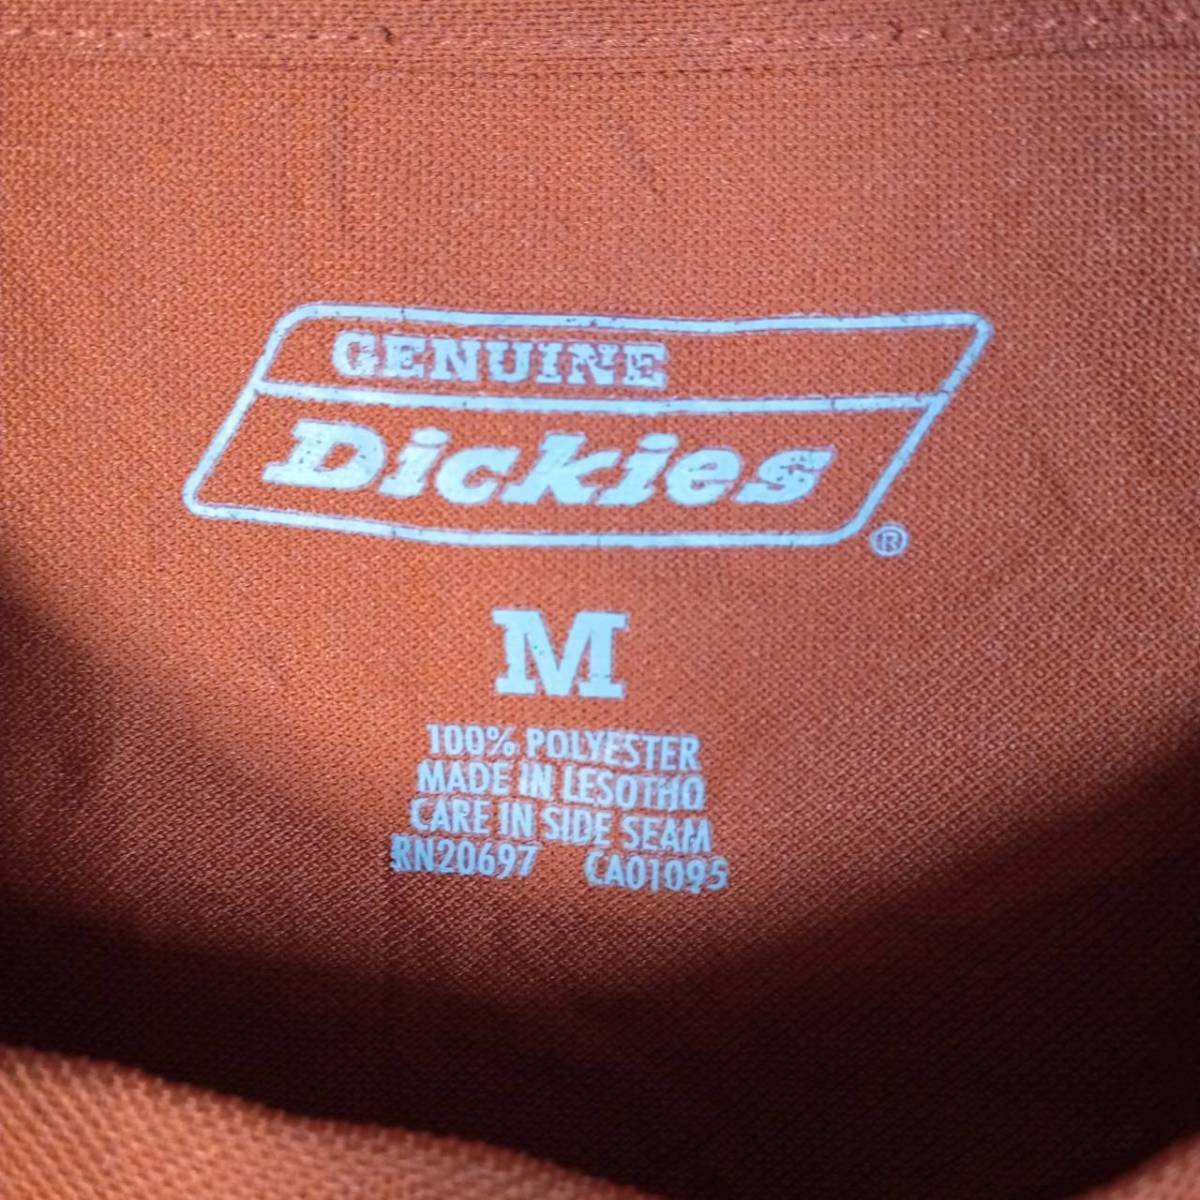 GENUINE
Dickies
®
M
100% POLYESTER
MADE IN LESOTHO
CARE IN SIDE SEAM
RN20697 CA01095